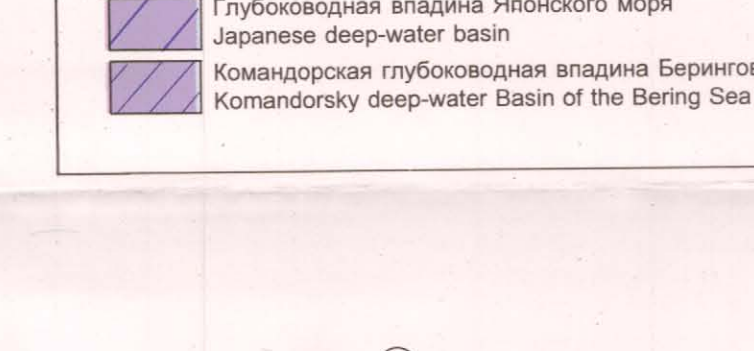 Глубоководная впадина Японского моря
Japanese deep-water basin
Командорская глубоководная впадина
Komandorsky deep-water Basin of the Bering Sea